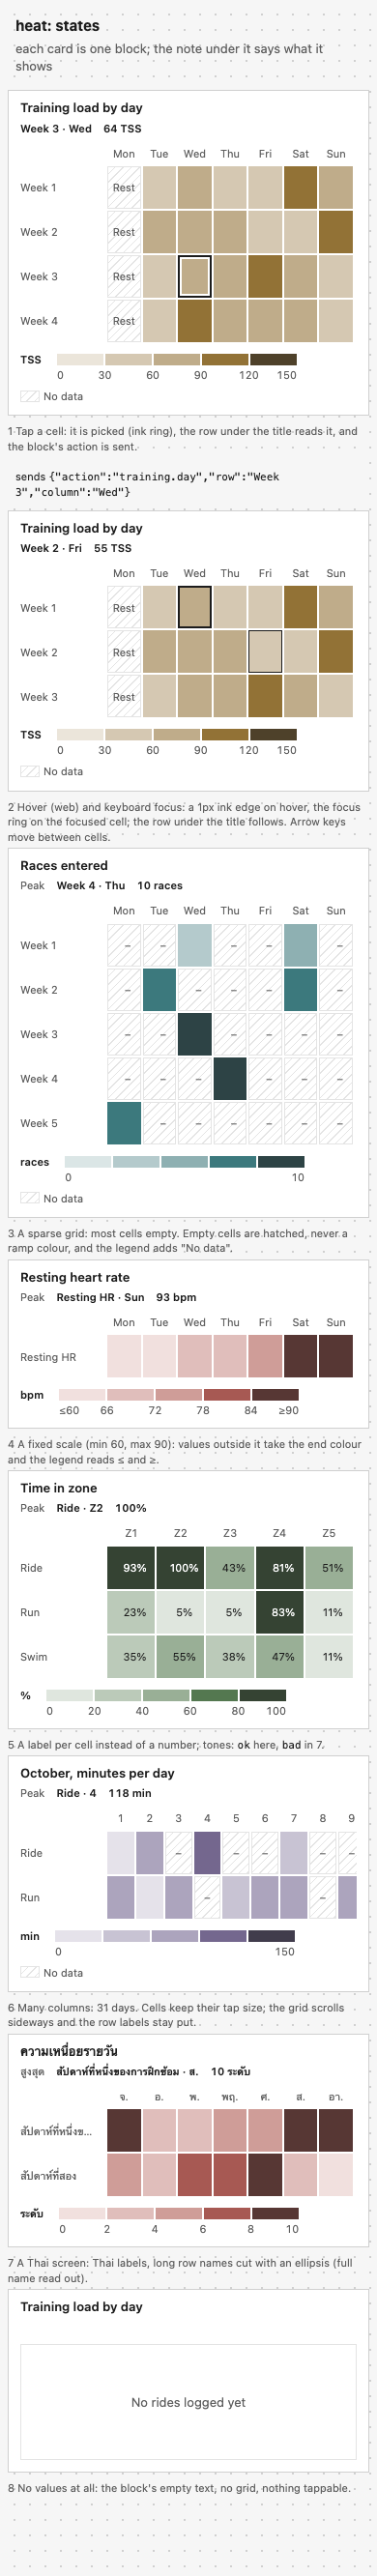 heat: states
each card is one block; the note under it says what it
shows
Training load by day
Week 3 · Wed 64 TSS
Mon Tue Wed Thu Fri Sat Sun
Week 1 Rest
Week 2 Rest
Week 3 Rest
Week 4 Rest
TSS
0 30 60 90 120 150
No data
1 Tap a cell: it is picked (ink ring), the row under the title reads it, and
the block's action is sent.
sends {"action":"training.day","row":"Week
3","column":"Wed"}
Training load by day
Week 2 · Fri 55 TSS
Mon Tue Wed Thu Fri Sat Sun
Week 1 Rest
Week 2 Rest
Week 3 Rest
TSS
0 30 60 90 120 150
No data
2 Hover (web) and keyboard focus: a 1px ink edge on hover, the focus
ring on the focused cell; the row under the title follows. Arrow keys
move between cells.
Races entered
Peak Week 4 · Thu 10 races
Mon Tue Wed Thu Fri Sat Sun
Week 1 – – – – –
Week 2 – – – – –
Week 3 – – – – – –
Week 4 – – – – – –
Week 5 – – – – – –
races
0 10
No data
3 A sparse grid: most cells empty. Empty cells are hatched, never a
ramp colour, and the legend adds "No data".
Resting heart rate
Peak Resting HR · Sun 93 bpm
Mon Tue Wed Thu Fri Sat Sun
Resting HR
bpm
≤60 66 72 78 84 ≥90
4 A fixed scale (min 60, max 90): values outside it take the end colour
and the legend reads ≤ and ≥.
Time in zone
Peak Ride · Z2 100%
Z1 Z2 Z3 Z4 Z5
Ride 93% 100% 43% 81% 51%
Run 23% 5% 5% 83% 11%
Swim 35% 55% 38% 47% 11%
%
0 20 40 60 80 100
5 A label per cell instead of a number; tones: ok here, bad in 7.
October, minutes per day
Peak Ride · 4 118 min
1 2 3 4 5 6 7 8 9
Ride – – – – –
Run – –
min
0 150
No data
6 Many columns: 31 days. Cells keep their tap size; the grid scrolls
sideways and the row labels stay put.
ความเหนื่อยรายวัน
สูงสุด สัปดาห์ที่หนึ่งของการฝึกซ้อม · ส. 10 ระดับ
จ. อ. พ. พฤ. ศ. ส. อา.
สัปดาห์ที่หนึ่งข...
สัปดาห์ที่สอง
ระดับ
0 2 4 6 8 10
7 A Thai screen: Thai labels, long row names cut with an ellipsis (full
name read out).
Training load by day
No rides logged yet
8 No values at all: the block's empty text, no grid, nothing tappable.